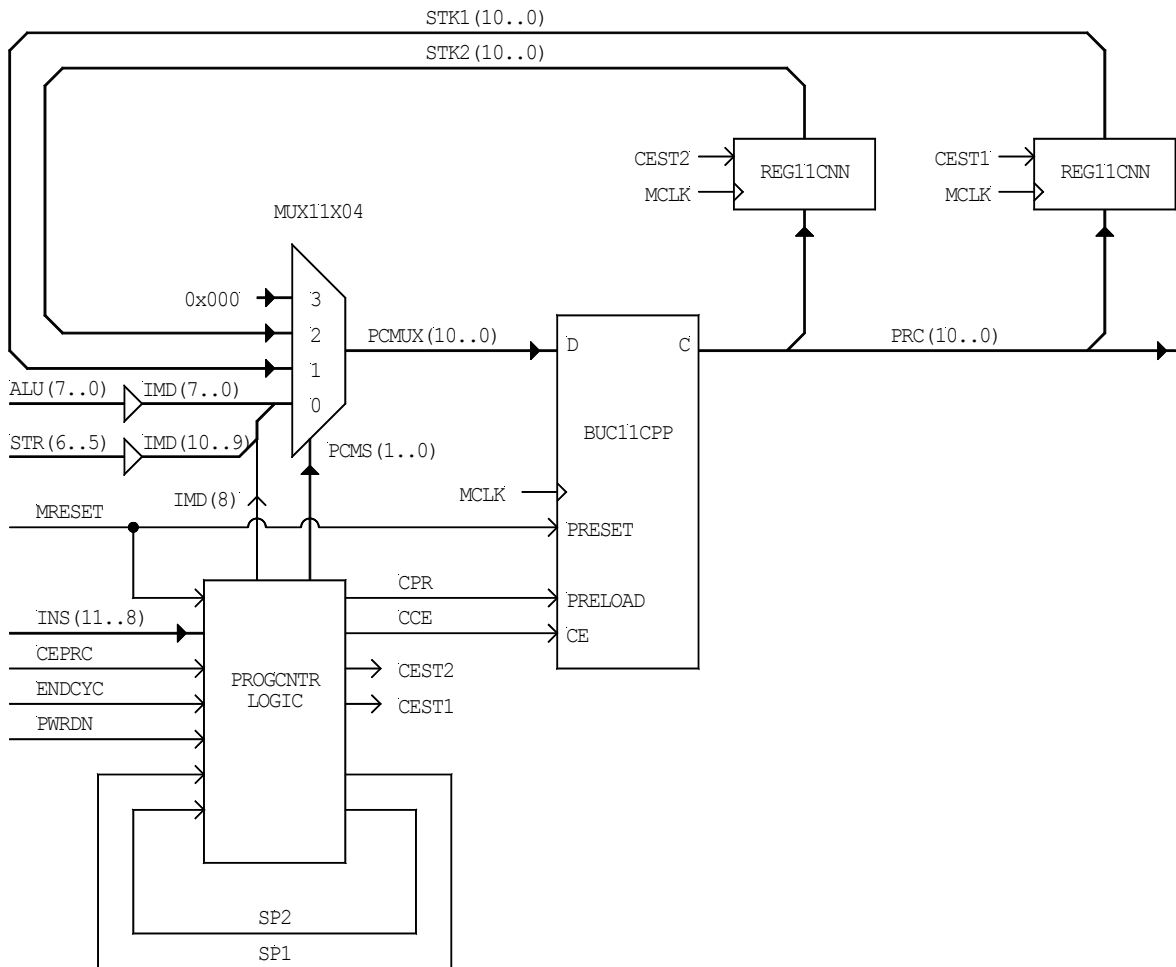 STK1(10..0)
STK2(10..0)
CEST2
REG11CNN
MCLK
CEST1
REG11CNN
MCLK
MUX11X04
0x000
3
2
1
0
PCMUX(10..0)
D
C
PRC(10..0)
ALU(7..0)
IMD(7..0)
STR(6..5)
IMD(10..9)
PCMS(1..0)
BUC11CPP
IMD(8)
MCLK
MRESET
PRESET
CPR
PRELOAD
INS(11..8)
CCE
CE
CEPRC
PROGCNTR
LOGIC
CEST2
ENDCYC
CEST1
PWRDN
SP2
SP1